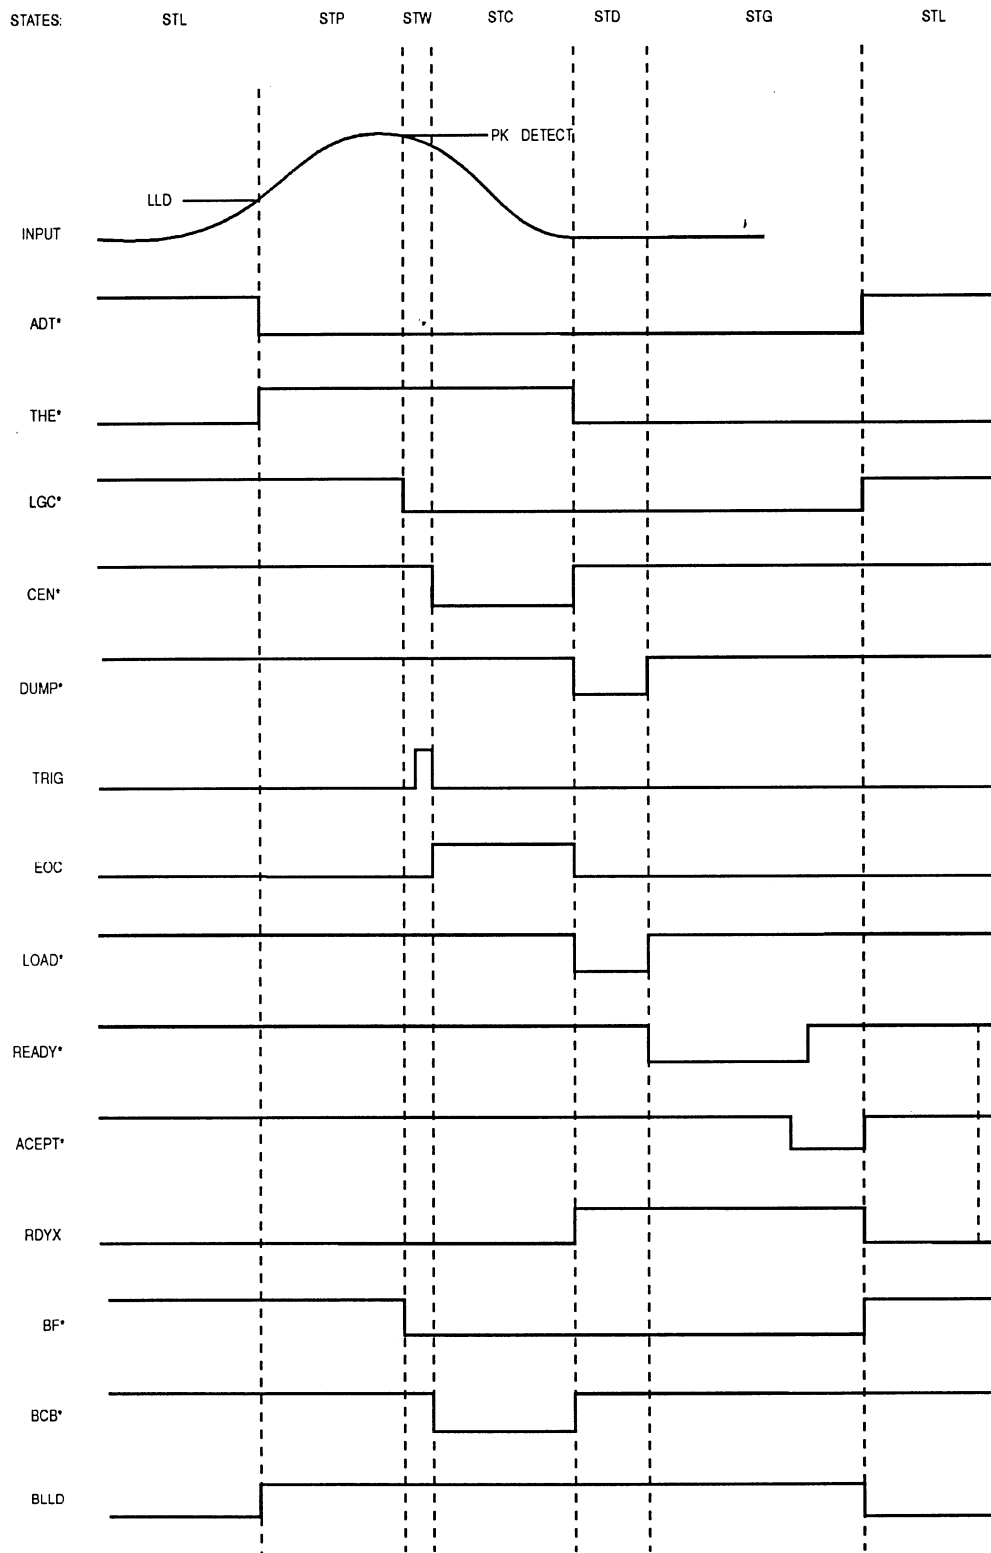 STATES: STL STP STW STC STD STG STL
PK DETECT
LLD
INPUT
ADT*
THE*
LGC*
CEN*
DUMP*
TRIG
EOC
LOAD*
READY*
ACEPT*
RDYX
BF*
BCB*
BLLD